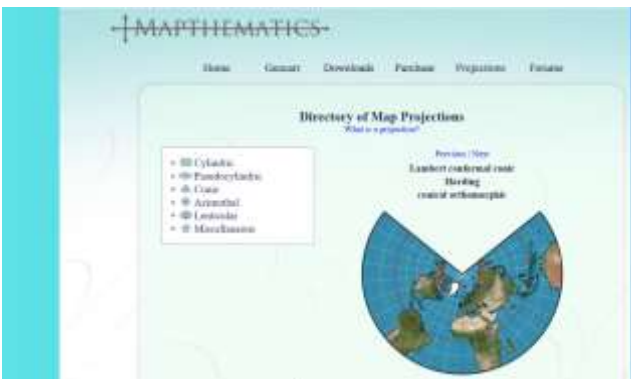 MAPTHEMATICS
Home Geocart Downloads Purchase Projections Forums
Directory of Map Projections
What is a projection?
Cylindric
Pseudocylindric
Conic
Azimuthal
Lenticular
Miscellaneous
Previous | Next
Lambert conformal conic
Harding
conical orthomorphic